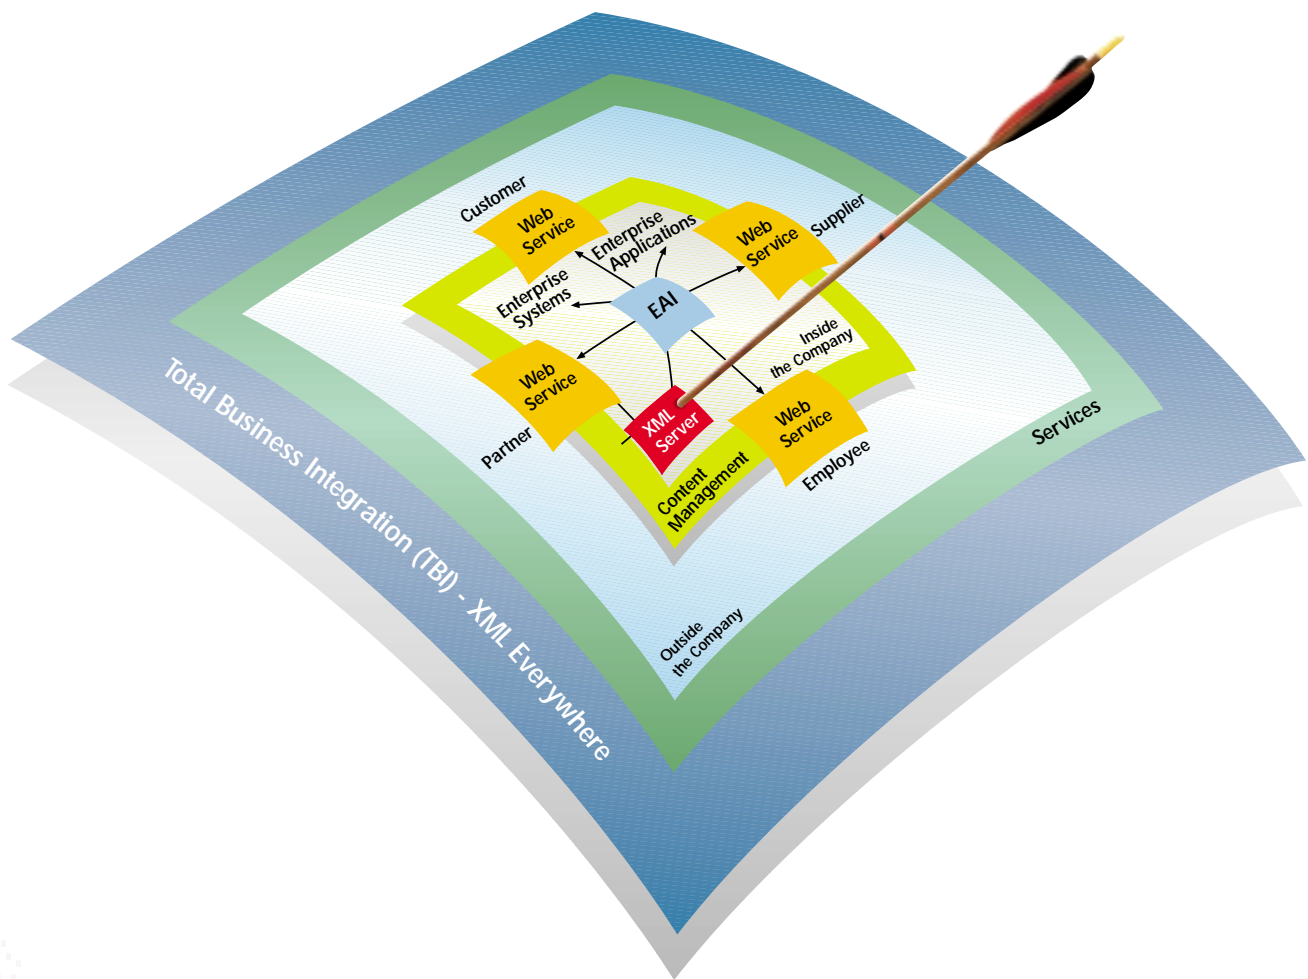 Customer
Web
Service
Enterprise
Applications
Web
Service
Supplier
Enterprise
Systems
EAI
Inside
the Company
Web
Service
Partner
XML
Server
Web
Service
Employee
Content
Management
Services
Outside
the Company
Total Business Integration (TBI) - XML Everywhere